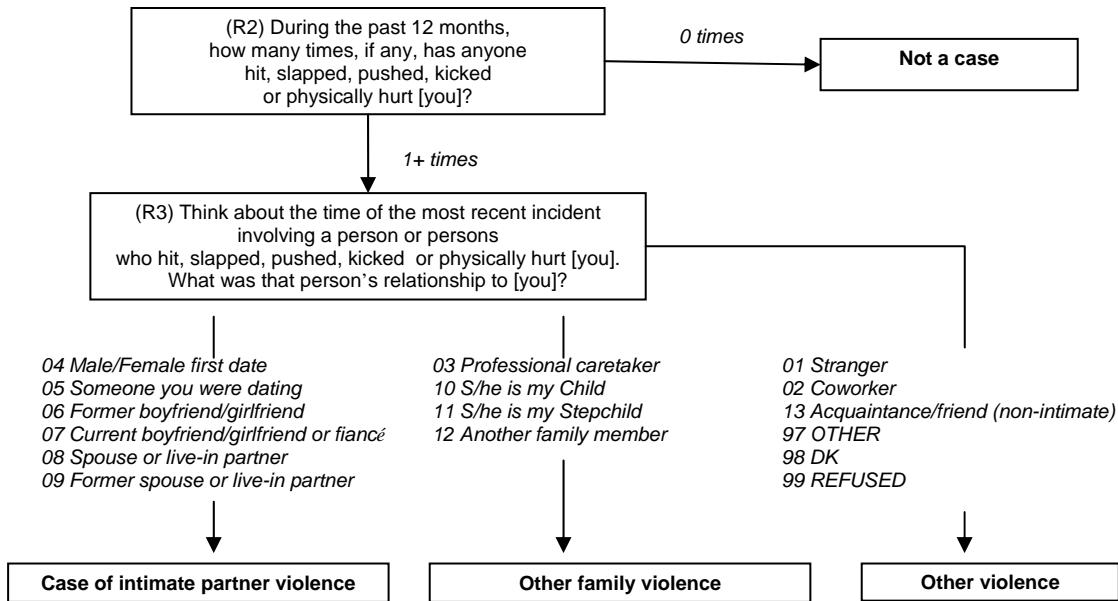 (R2) During the past 12 months,
how many times, if any, has anyone
hit, slapped, pushed, kicked
or physically hurt [you]?
0 times
Not a case
1+ times
(R3) Think about the time of the most recent incident
involving a person or persons
who hit, slapped, pushed, kicked or physically hurt [you].
What was that person's relationship to [you]?
04 Male/Female first date
05 Someone you were dating
06 Former boyfriend/girlfriend
07 Current boyfriend/girlfriend or fiancé
08 Spouse or live-in partner
09 Former spouse or live-in partner
03 Professional caretaker
10 S/he is my Child
11 S/he is my Stepchild
12 Another family member
01 Stranger
02 Coworker
13 Acquaintance/friend (non-intimate)
97 OTHER
98 DK
99 REFUSED
Case of intimate partner violence
Other family violence
Other violence